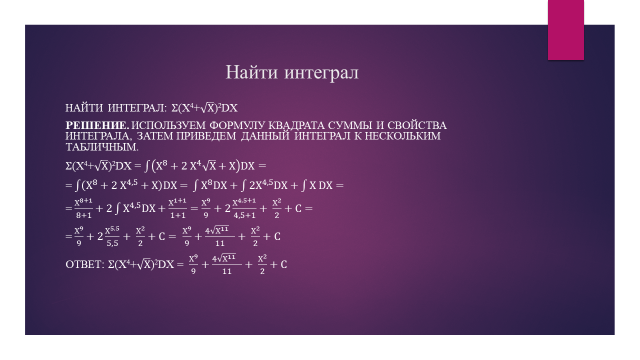 Найти интеграл
НАЙТИ ИНТЕГРАЛ: Σ(X⁴+√X)²DX
РЕШЕНИЕ. ИСПОЛЬЗУЕМ ФОРМУЛУ КВАДРАТА СУММЫ И СВОЙСТВА
ИНТЕГРАЛА, ЗАТЕМ ПРИВЕДЕМ ДАННЫЙ ИНТЕГРАЛ К НЕСКОЛЬКИМ
ТАБЛИЧНЫМ.
Σ(X⁴+√X)²DX = ∫(X⁸ + 2 X⁴√X + X)DX =
= ∫(X⁸ + 2 X⁴,⁵ + X)DX = ∫ X⁸DX + ∫ 2X⁴,⁵DX + ∫ X DX =
= X⁸⁺¹/8+1 + 2 ∫ X⁴,⁵DX + X¹⁺¹/1+1 = X⁹/9 + 2 X⁴·⁵⁺¹/4,5+1 + X²/2 + C =
= X⁹/9 + 2 X⁵·⁵/5,5 + X²/2 + C = X⁹/9 + 4√X¹¹/11 + X²/2 + C
ОТВЕТ: Σ(X⁴+√X)²DX = X⁹/9 + 4√X¹¹/11 + X²/2 + C